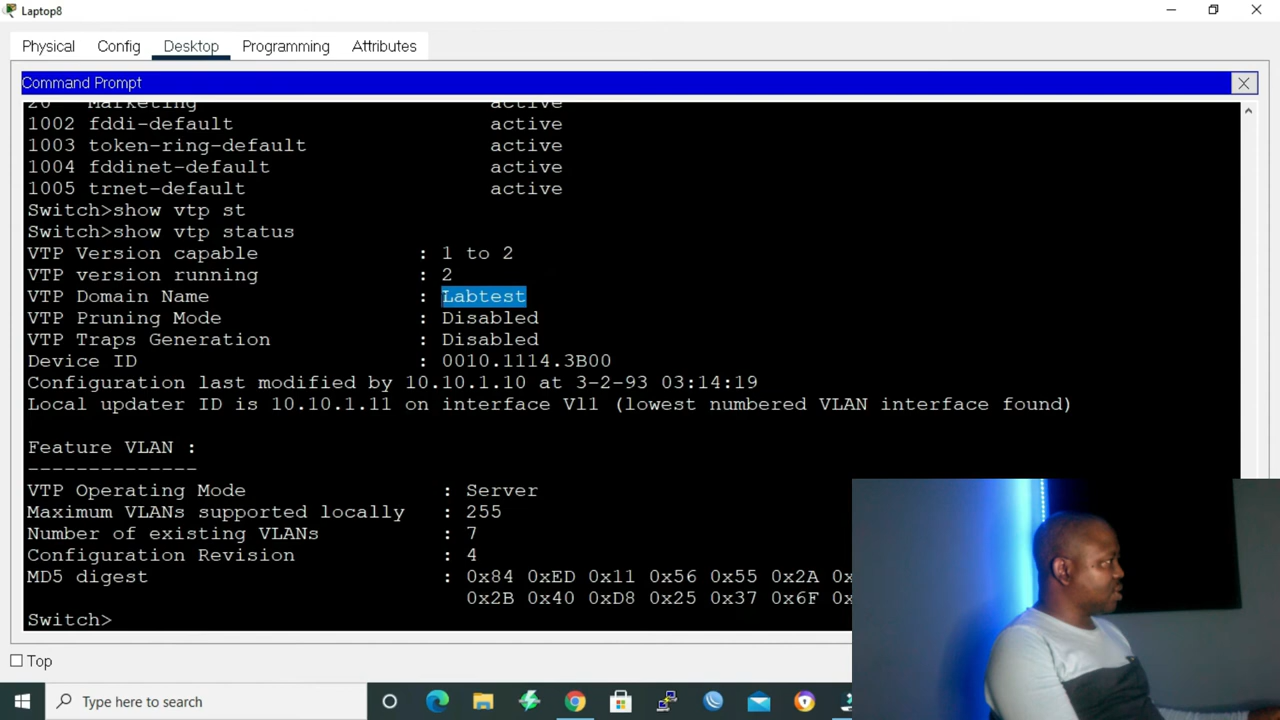 Laptop8
Physical Config Desktop Programming Attributes
Command Prompt
20 Marketing active
1002 fddi-default active
1003 token-ring-default active
1004 fddinet-default active
1005 trnet-default active
Switch>show vtp st
Switch>show vtp status
VTP Version capable : 1 to 2
VTP version running : 2
VTP Domain Name : Labtest
VTP Pruning Mode : Disabled
VTP Traps Generation : Disabled
Device ID : 0010.1114.3B00
Configuration last modified by 10.10.1.10 at 3-2-93 03:14:19
Local updater ID is 10.10.1.11 on interface Vl1 (lowest numbered VLAN interface found)
Feature VLAN :
--------------
VTP Operating Mode : Server
Maximum VLANs supported locally : 255
Number of existing VLANs : 7
Configuration Revision : 4
MD5 digest : 0x84 0xED 0x11 0x56 0x55 0x2A
0x2B 0x40 0xD8 0x25 0x37 0x6F
Switch>
Top
Type here to search